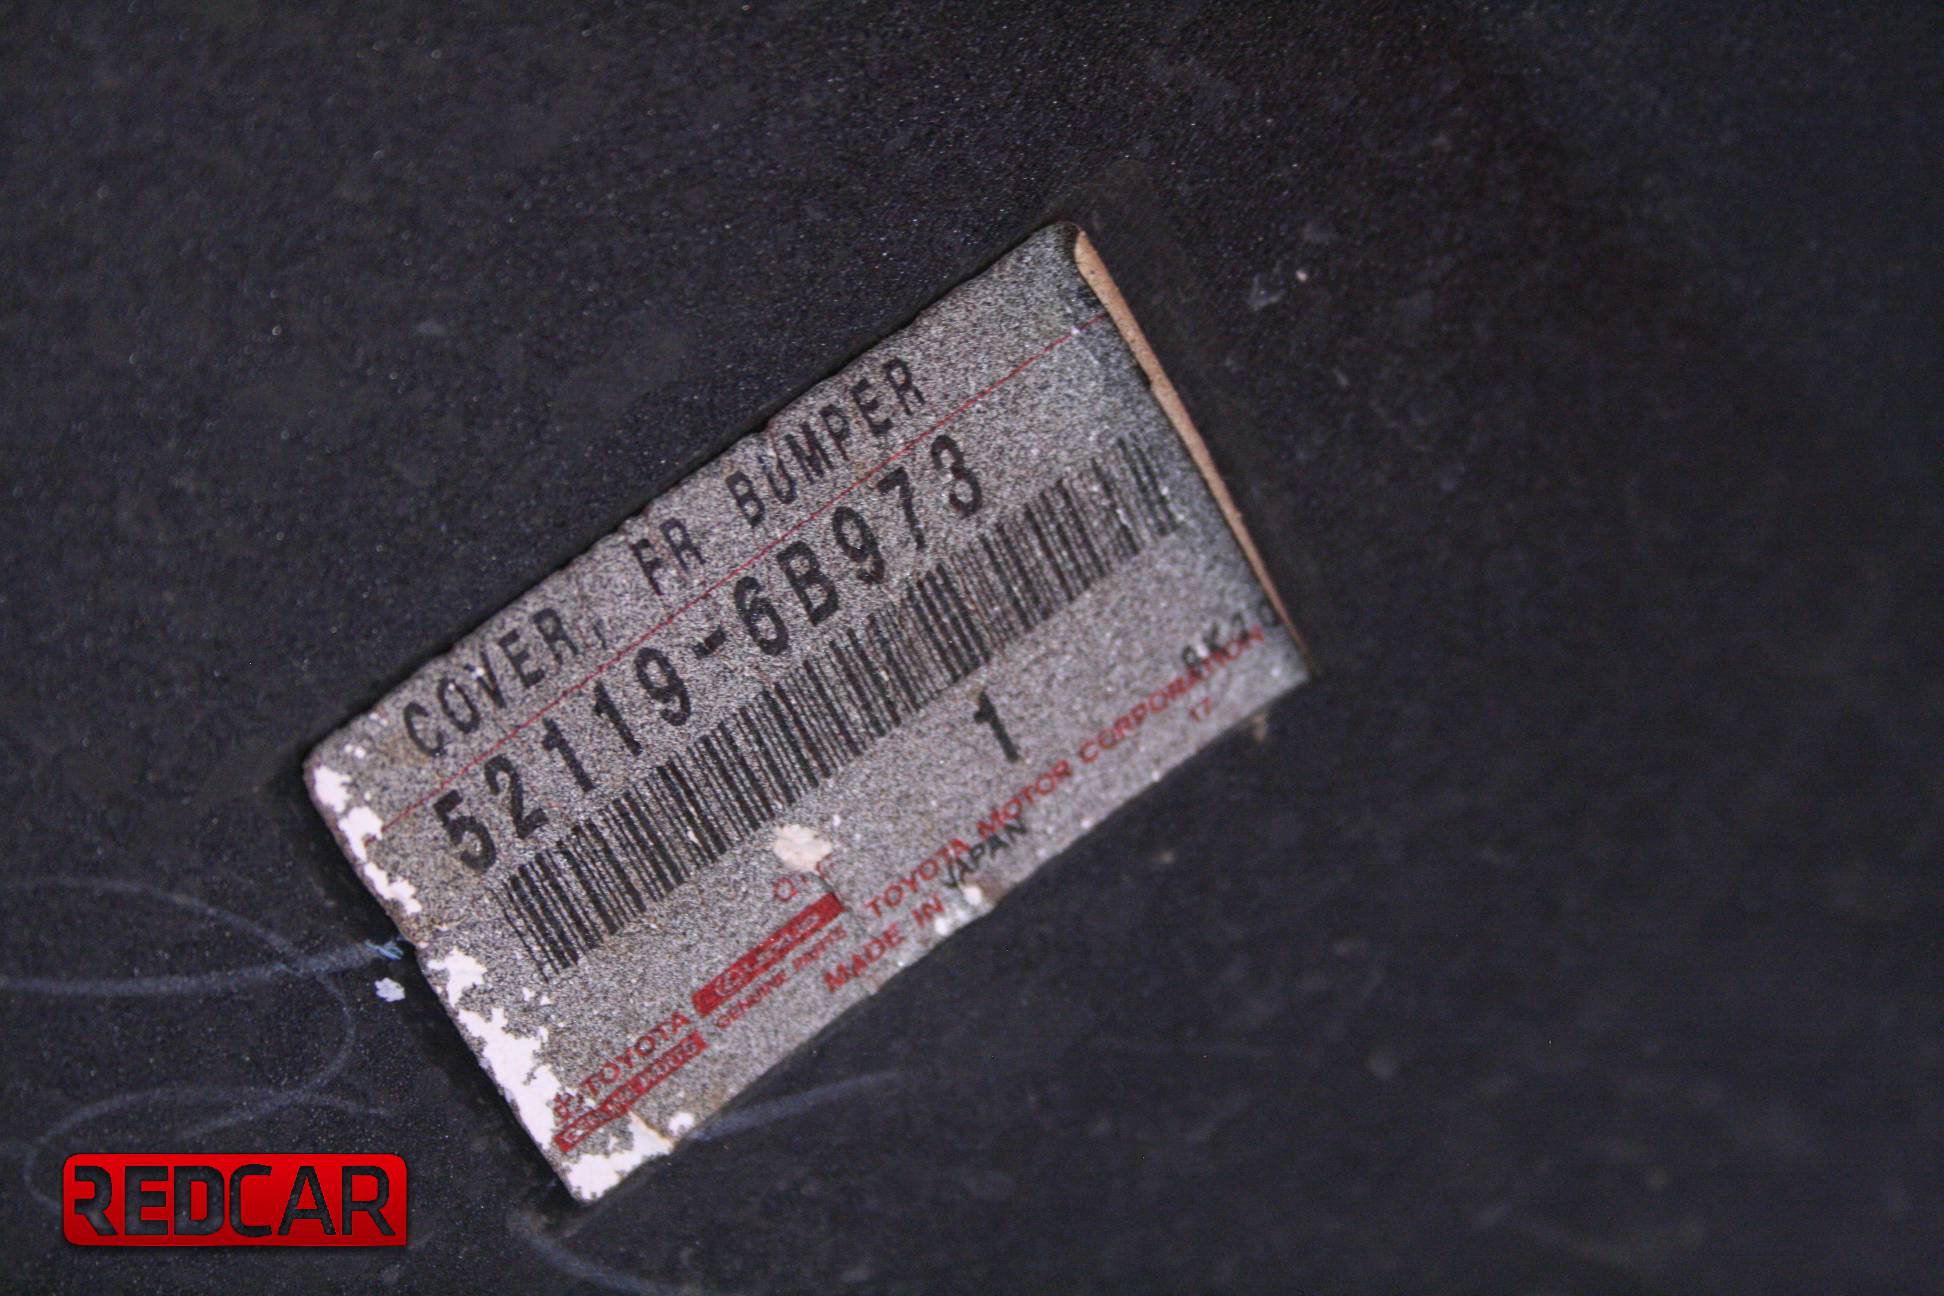 COVER, FR BUMPER
52119-6B973
1
TOYOTA
GENUINE PARTS
TOYOTA MOTOR CORPORATION
MADE IN JAPAN
REDCAR